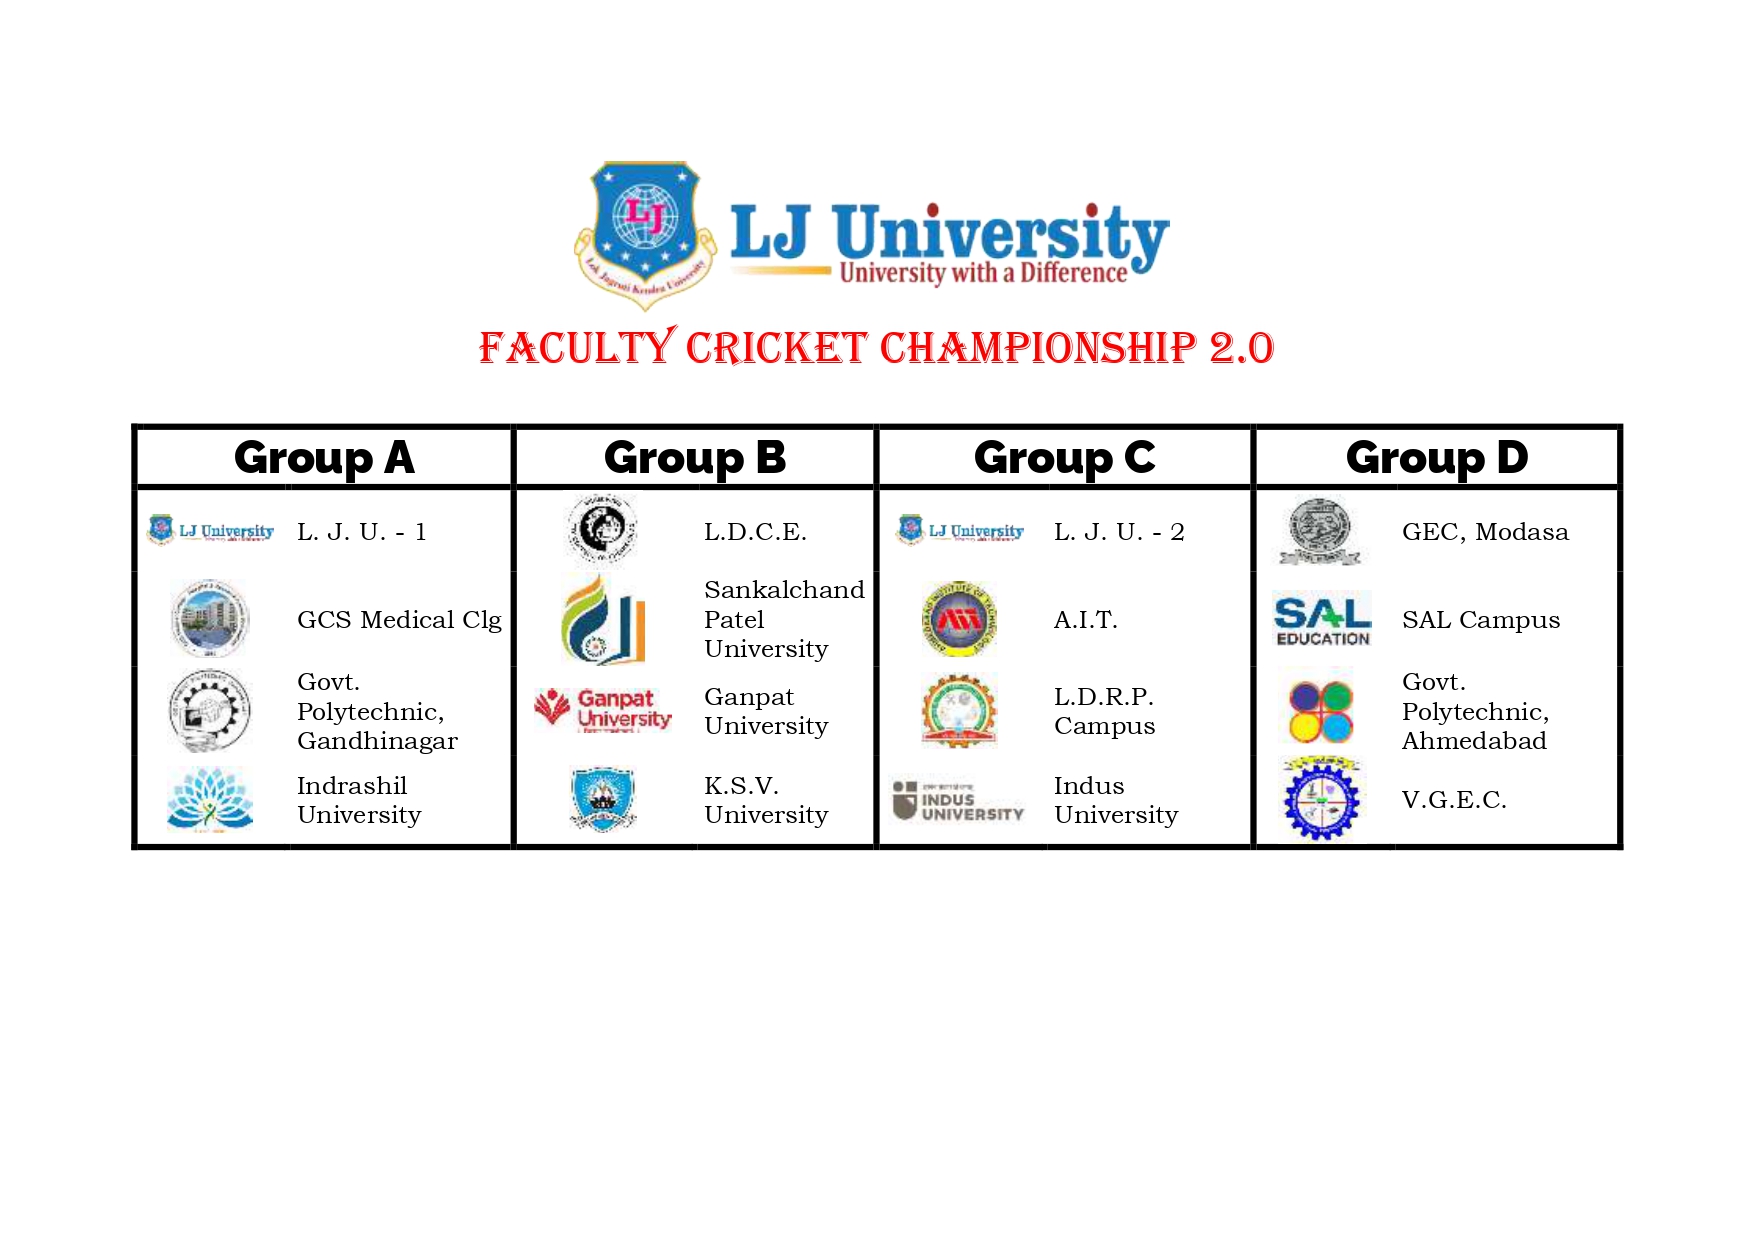 LJ
Lok Jagruti Kendra University
LJ University
University with a Difference
FACULTY CRICKET CHAMPIONSHIP 2.0
Group A
Group B
Group C
Group D
LJ University
L. J. U. - 1
GCS Medical Clg
Govt.
Polytechnic,
Gandhinagar
Indrashil
University
L.D.C.E.
Sankalchand
Patel
University
Ganpat
University
Ganpat
University
K.S.V.
University
LJ University
L. J. U. - 2
A.I.T.
L.D.R.P.
Campus
INDUS
UNIVERSITY
Indus
University
GEC, Modasa
SAL
EDUCATION
SAL Campus
Govt.
Polytechnic,
Ahmedabad
V.G.E.C.